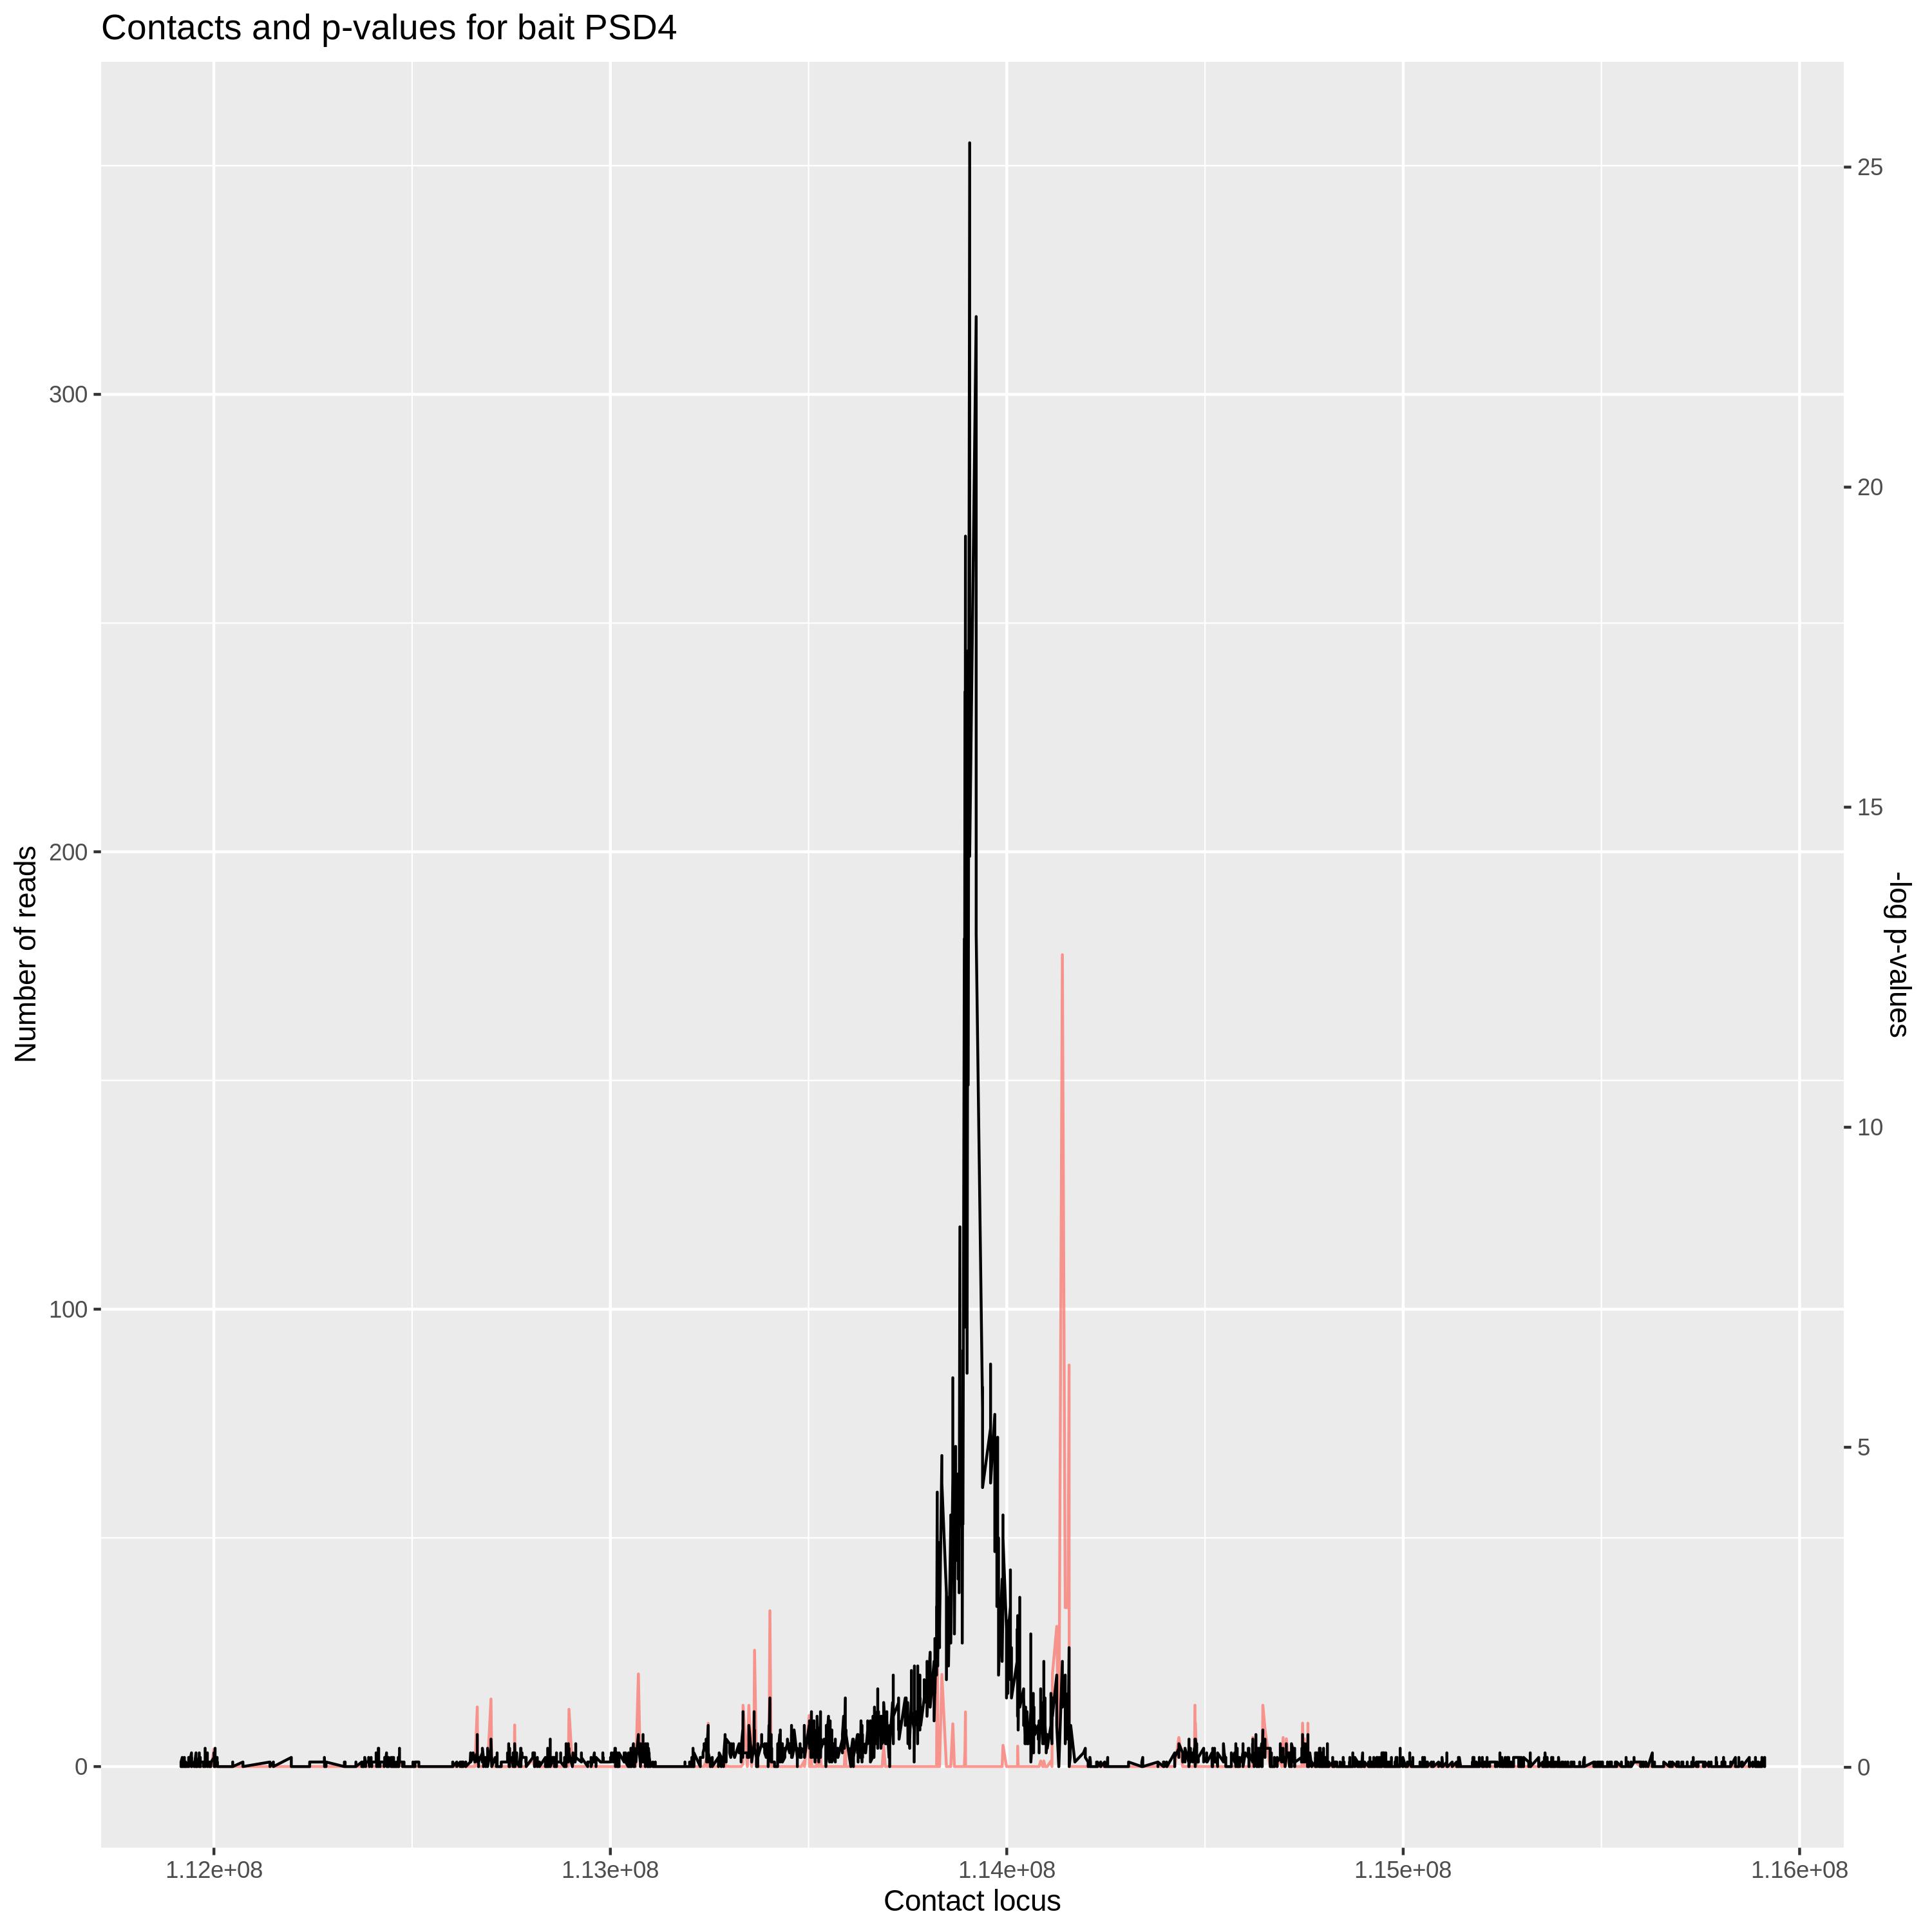 Contacts and p-values for bait PSD4
Number of reads
300
200
100
0
25
20
15
10
5
0
-log p-values
1.12e+08
1.13e+08
1.14e+08
1.15e+08
1.16e+08
Contact locus